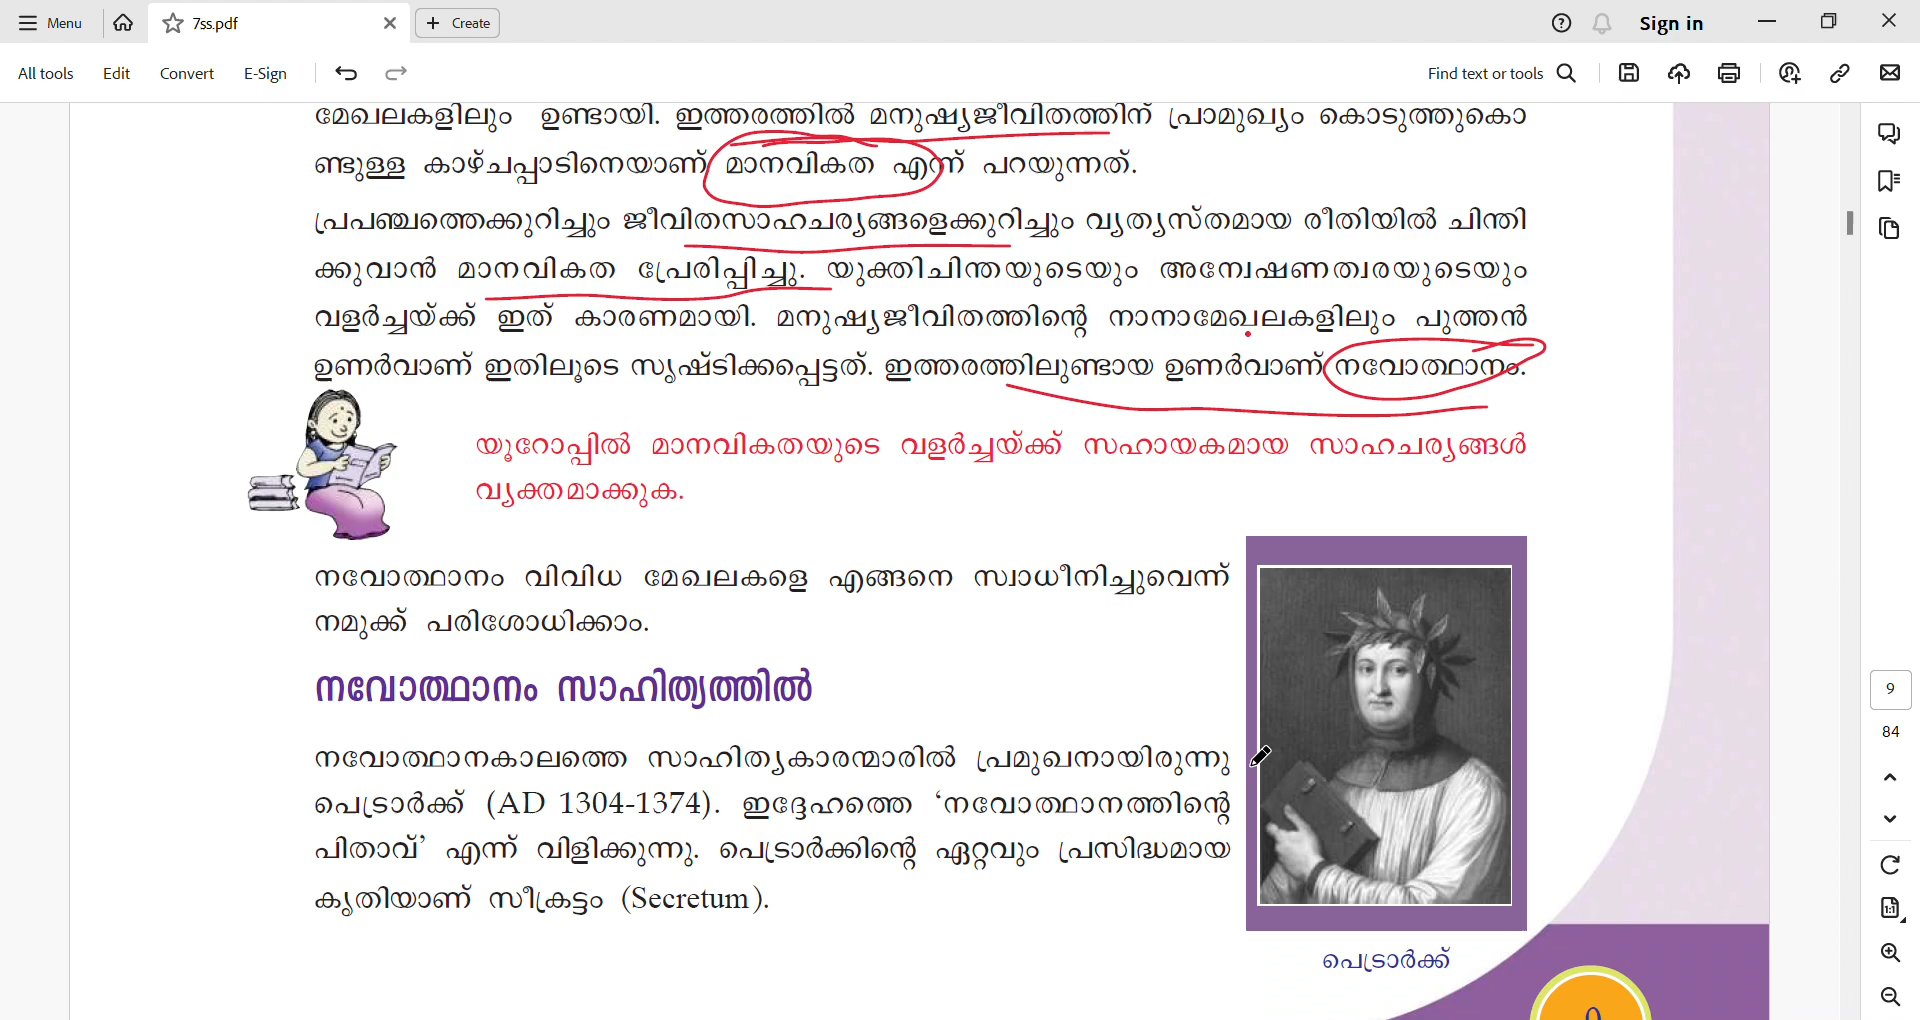 Menu
7ss.pdf
Create
Sign in
All tools
Edit
Convert
E-Sign
Find text or tools
മേഖലകളിലും ഉണ്ടായി. ഇത്തരത്തിൽ മനുഷ്യജീവിതത്തിന് പ്രാമുഖ്യം കൊടുത്തുകൊ
ണ്ടുള്ള കാഴ്ചപ്പാടിനെയാണ് മാനവികത എന്ന് പറയുന്നത്.
പ്രപഞ്ചത്തെക്കുറിച്ചും ജീവിതസാഹചര്യങ്ങളെക്കുറിച്ചും വ്യത്യസ്തമായ രീതിയിൽ ചിന്തി
ക്കുവാൻ മാനവികത പ്രേരിപ്പിച്ചു. യുക്തിചിന്തയുടെയും അന്വേഷണത്വരയുടെയും
വളർച്ചയ്ക്ക് ഇത് കാരണമായി. മനുഷ്യജീവിതത്തിന്റെ നാനാമേഖലകളിലും പുത്തൻ
ഉണർവാണ് ഇതിലൂടെ സൃഷ്ടിക്കപ്പെട്ടത്. ഇത്തരത്തിലുണ്ടായ ഉണർവാണ് നവോത്ഥാനം.
യൂറോപ്പിൽ മാനവികതയുടെ വളർച്ചയ്ക്ക് സഹായകമായ സാഹചര്യങ്ങൾ
വ്യക്തമാക്കുക.
നവോത്ഥാനം വിവിധ മേഖലകളെ എങ്ങനെ സ്വാധീനിച്ചുവെന്ന്
നമുക്ക് പരിശോധിക്കാം.
നവോത്ഥാനം സാഹിത്യത്തിൽ
നവോത്ഥാനകാലത്തെ സാഹിത്യകാരന്മാരിൽ പ്രമുഖനായിരുന്നു
പെട്രാർക്ക് (AD 1304-1374). ഇദ്ദേഹത്തെ ‘നവോത്ഥാനത്തിന്റെ
പിതാവ്’ എന്ന് വിളിക്കുന്നു. പെട്രാർക്കിന്റെ ഏറ്റവും പ്രസിദ്ധമായ
കൃതിയാണ് സീക്രട്ടം (Secretum).
പെട്രാർക്ക്
9
84
1:1